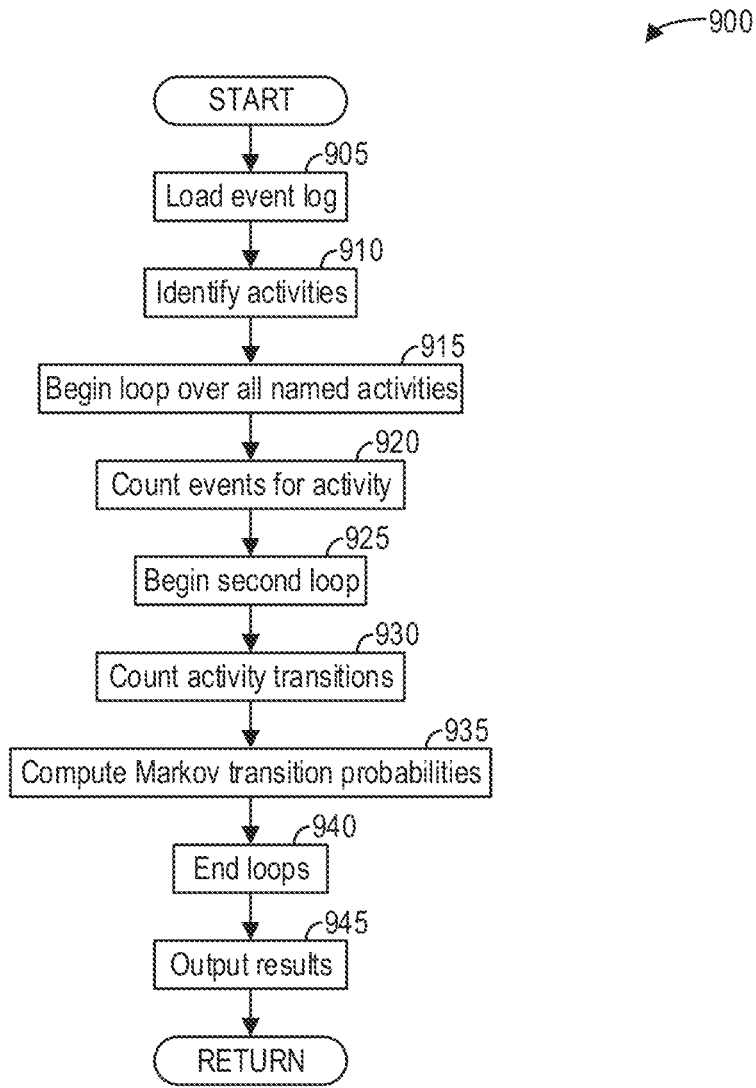 900
START
905
Load event log
910
Identify activities
915
Begin loop over all named activities
920
Count events for activity
925
Begin second loop
930
Count activity transitions
935
Compute Markov transition probabilities
940
End loops
945
Output results
RETURN